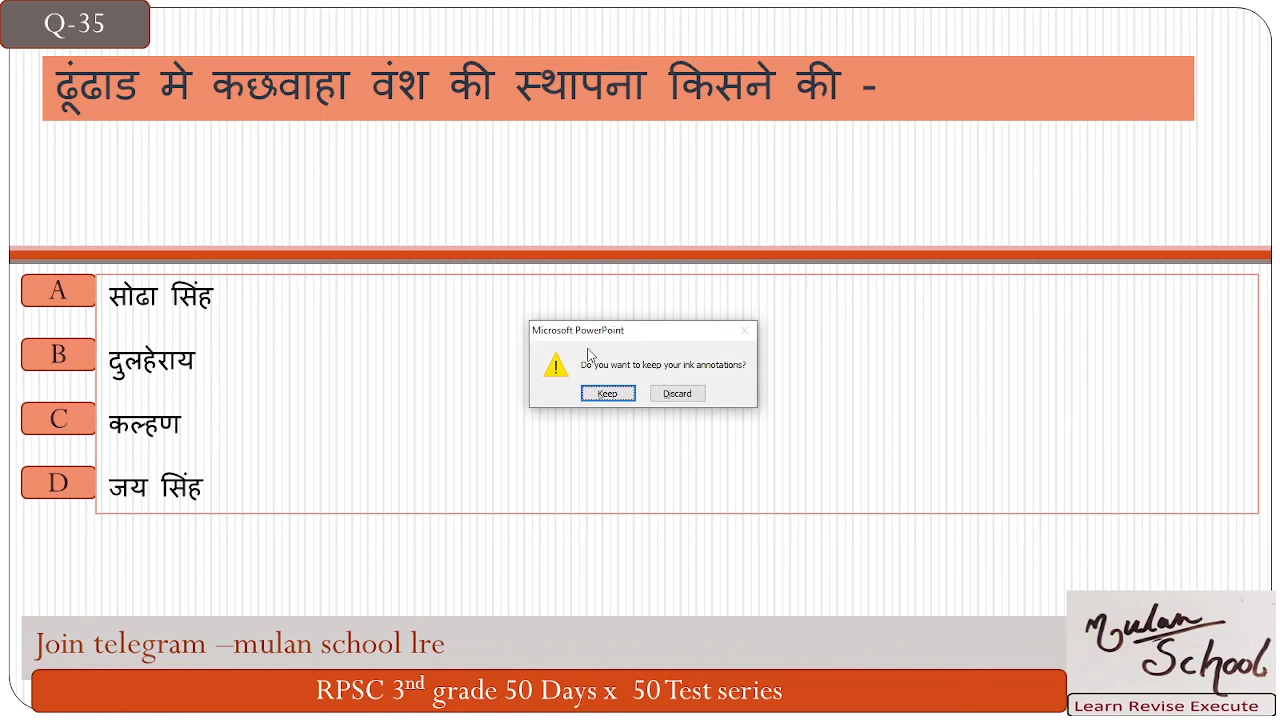 Q-35
ढूंढाड मे कछवाहा वंश की स्थापना किसने की -
A सोढा सिंह
B दुलहेराय
C कल्हण
D जय सिंह
Microsoft PowerPoint
Do you want to keep your ink annotations?
Keep Discard
Join telegram –mulan school lre
Mulan School
Learn Revise Execute
RPSC 3nd grade 50 Days x 50 Test series